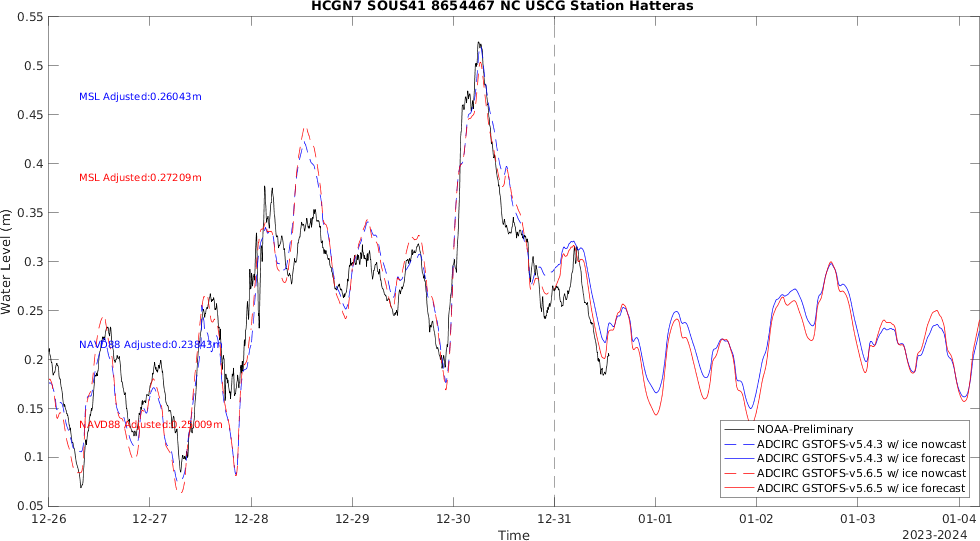 HCGN7 SOUS41 8654467 NC USCG Station Hatteras
0.55
0.5
0.45
0.4
0.35
0.3
0.25
0.2
0.15
0.1
0.05
Water Level (m)
MSL Adjusted:0.26043m
MSL Adjusted:0.27209m
NAVD88 Adjusted:0.23843m
NAVD88 Adjusted:0.25009m
NOAA-Preliminary
ADCIRC GSTOFS-v5.4.3 w/ ice nowcast
ADCIRC GSTOFS-v5.4.3 w/ ice forecast
ADCIRC GSTOFS-v5.6.5 w/ ice nowcast
ADCIRC GSTOFS-v5.6.5 w/ ice forecast
12-26 12-27 12-28 12-29 12-30 12-31 01-01 01-02 01-03 01-04
Time
2023-2024